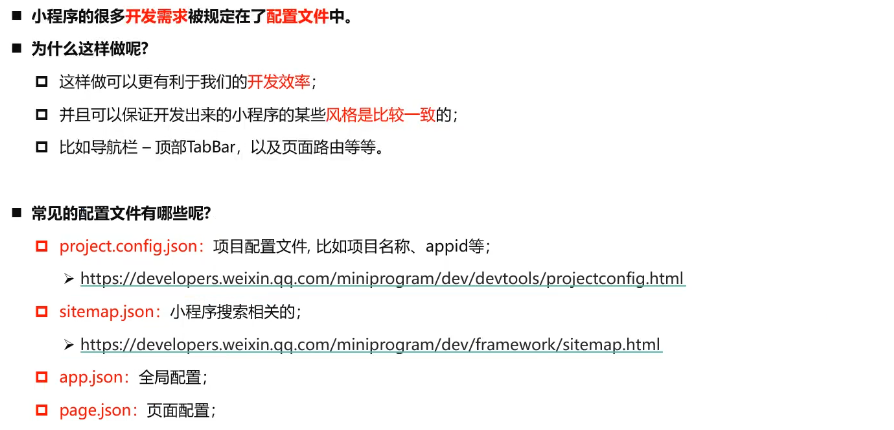 ■ 小程序的很多开发需求被规定在了配置文件中。
■ 为什么这样做呢?
❑ 这样做可以更有利于我们的开发效率；
❑ 并且可以保证开发出来的小程序的某些风格是比较一致的；
❑ 比如导航栏 – 顶部TabBar，以及页面路由等等。
■ 常见的配置文件有哪些呢?
❑ project.config.json：项目配置文件, 比如项目名称、appid等；
➢ https://developers.weixin.qq.com/miniprogram/dev/devtools/projectconfig.html
❑ sitemap.json：小程序搜索相关的；
➢ https://developers.weixin.qq.com/miniprogram/dev/framework/sitemap.html
❑ app.json：全局配置；
❑ page.json：页面配置；